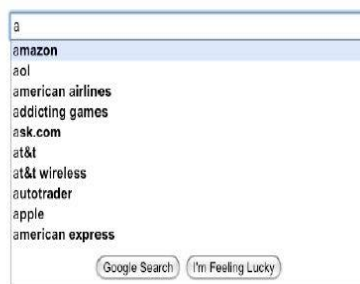 a
amazon
aol
american airlines
addicting games
ask.com
at&t
at&t wireless
autotrader
apple
american express
Google Search I'm Feeling Lucky